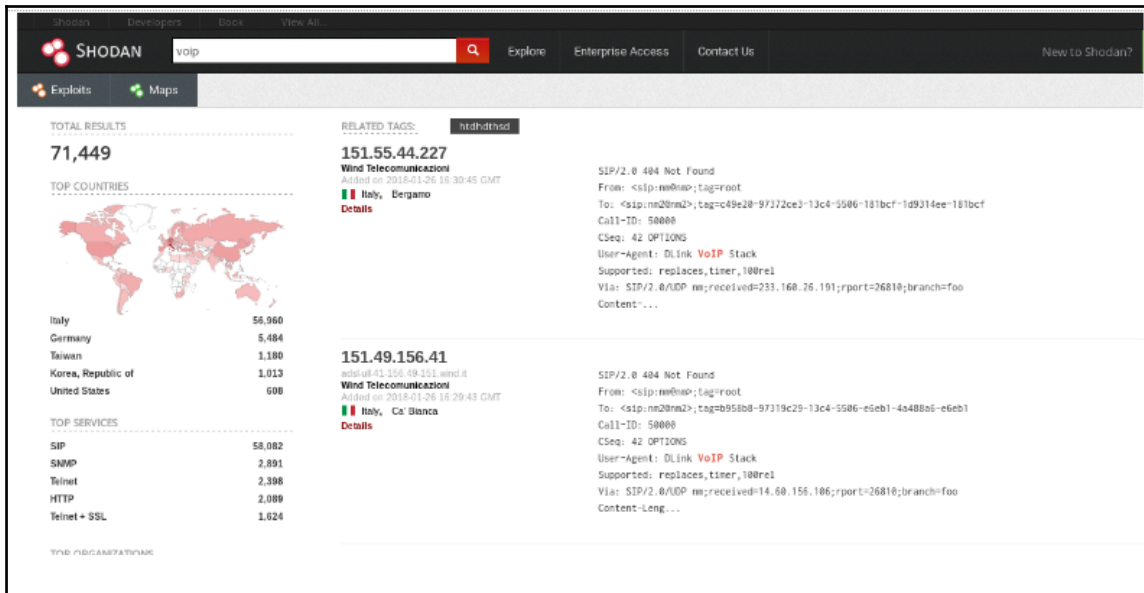 Shodan Developers Book View All...
SHODAN voip Explore Enterprise Access Contact Us New to Shodan?
Exploits Maps
TOTAL RESULTS
71,449
TOP COUNTRIES
Italy 56,960
Germany 5,484
Taiwan 1,180
Korea, Republic of 1,013
United States 608
TOP SERVICES
SIP 58,082
SNMP 2,891
Telnet 2,398
HTTP 2,089
Telnet + SSL 1,624
TOP ORGANIZATIONS
RELATED TAGS: htdhdthsd
151.55.44.227
Wind Telecomunicazioni
Added on 2018-01-26 16:30:45 GMT
Italy, Bergamo
Details
SIP/2.0 404 Not Found
From: <sip:nm@nm>;tag=root
To: <sip:nm2@nm2>;tag=c49e20-97372ce3-13c4-5506-181bcf-1d9314ee-181bcf
Call-ID: 50000
CSeq: 42 OPTIONS
User-Agent: DLink VoIP Stack
Supported: replaces,timer,100rel
Via: SIP/2.0/UDP nm;received=233.160.26.191;rport=26810;branch=foo
Content-...
151.49.156.41
adsl-ull-41-156.49-151.wind.it
Wind Telecomunicazioni
Added on 2018-01-26 16:29:43 GMT
Italy, Ca' Bianca
Details
SIP/2.0 404 Not Found
From: <sip:nm@nm>;tag=root
To: <sip:nm2@nm2>;tag=b958b8-97319c29-13c4-5506-e6eb1-4a488a6-e6eb1
Call-ID: 50000
CSeq: 42 OPTIONS
User-Agent: DLink VoIP Stack
Supported: replaces,timer,100rel
Via: SIP/2.0/UDP nm;received=14.60.156.106;rport=26810;branch=foo
Content-Leng...